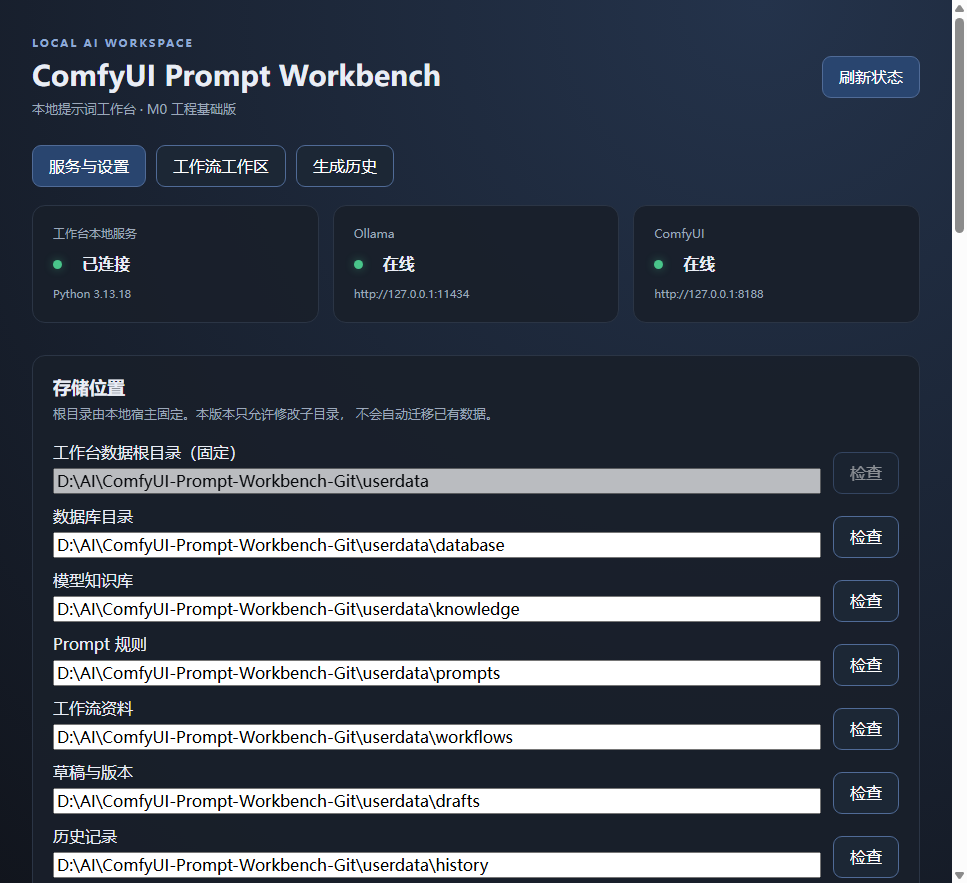 LOCAL AI WORKSPACE
ComfyUI Prompt Workbench
本地提示词工作台 · M0 工程基础版
刷新状态
服务与设置
工作流工作区
生成历史
工作台本地服务
已连接
Python 3.13.18
Ollama
在线
http://127.0.0.1:11434
ComfyUI
在线
http://127.0.0.1:8188
存储位置
根目录由本地宿主固定。本版本只允许修改子目录， 不会自动迁移已有数据。
工作台数据根目录（固定）
D:\AI\ComfyUI-Prompt-Workbench-Git\userdata
检查
数据库目录
D:\AI\ComfyUI-Prompt-Workbench-Git\userdata\database
检查
模型知识库
D:\AI\ComfyUI-Prompt-Workbench-Git\userdata\knowledge
检查
Prompt 规则
D:\AI\ComfyUI-Prompt-Workbench-Git\userdata\prompts
检查
工作流资料
D:\AI\ComfyUI-Prompt-Workbench-Git\userdata\workflows
检查
草稿与版本
D:\AI\ComfyUI-Prompt-Workbench-Git\userdata\drafts
检查
历史记录
D:\AI\ComfyUI-Prompt-Workbench-Git\userdata\history
检查